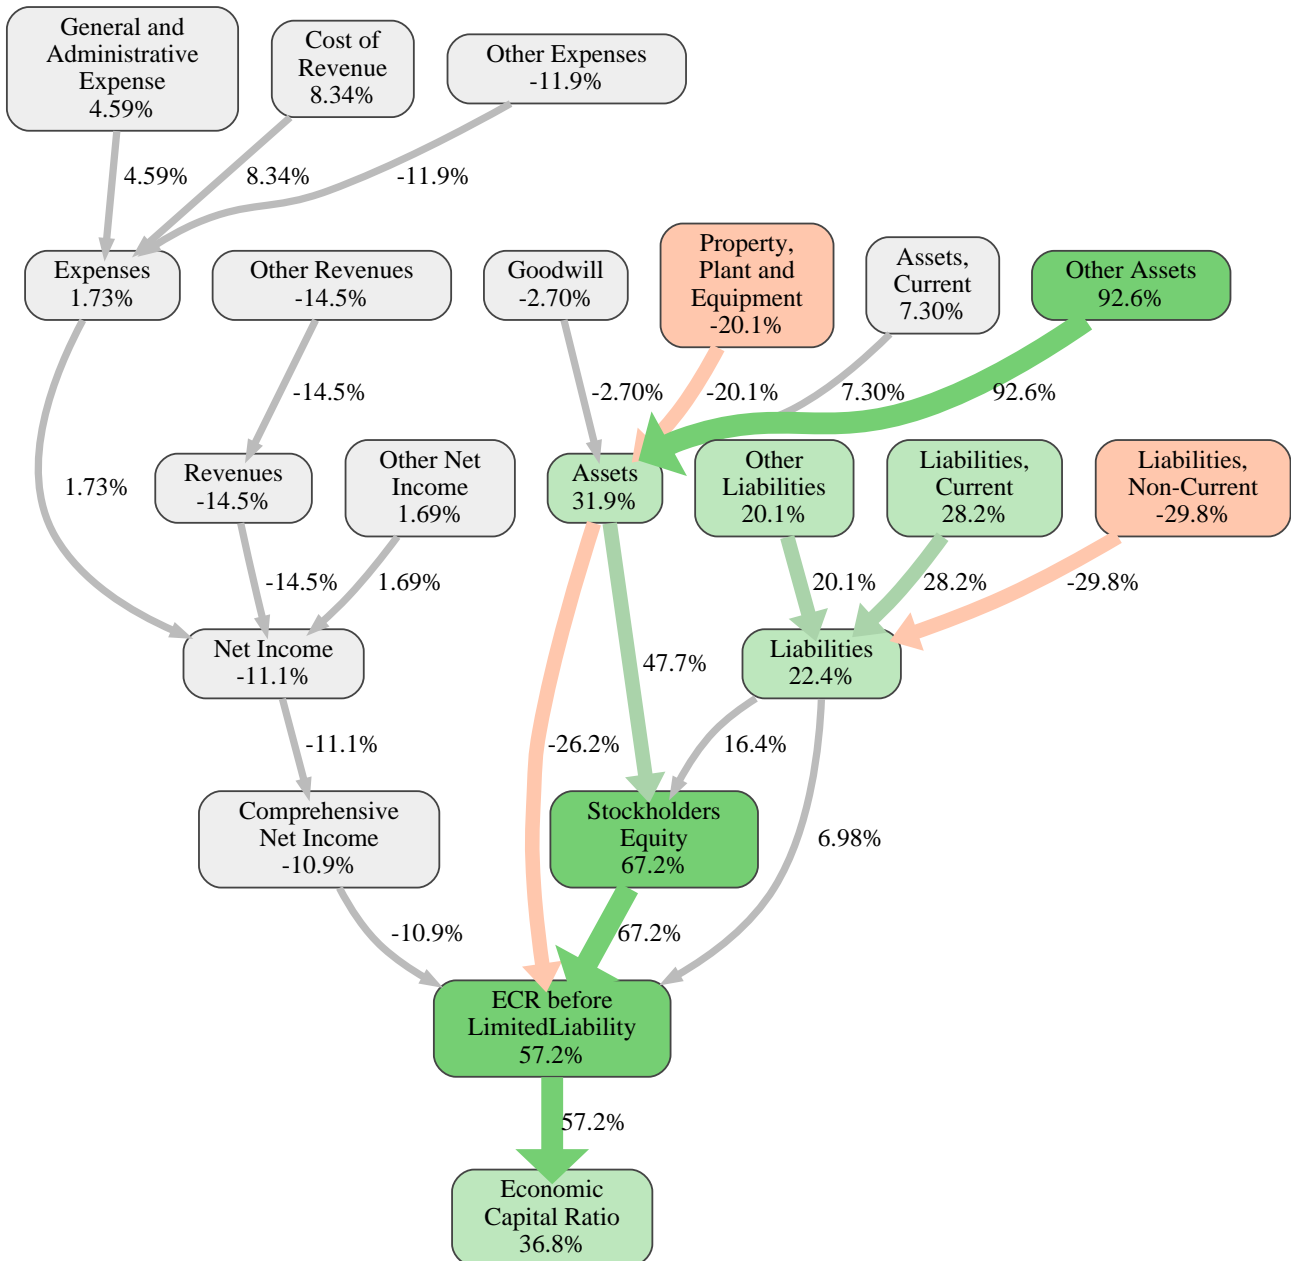 General and
Administrative
Expense
4.59%
Cost of
Revenue
8.34%
Other Expenses
-11.9%
4.59%
8.34%
-11.9%
Expenses
1.73%
Other Revenues
-14.5%
Goodwill
-2.70%
Property,
Plant and
Equipment
-20.1%
Assets,
Current
7.30%
Other Assets
92.6%
-14.5%
-2.70%
-20.1%
7.30%
92.6%
1.73%
Revenues
-14.5%
Other Net
Income
1.69%
Assets
31.9%
Other
Liabilities
20.1%
Liabilities,
Current
28.2%
Liabilities,
Non-Current
-29.8%
-14.5%
1.69%
20.1%
28.2%
-29.8%
Net Income
-11.1%
47.7%
Liabilities
22.4%
-11.1%
-26.2%
16.4%
Comprehensive
Net Income
-10.9%
Stockholders
Equity
67.2%
6.98%
-10.9%
67.2%
ECR before
LimitedLiability
57.2%
57.2%
Economic
Capital Ratio
36.8%